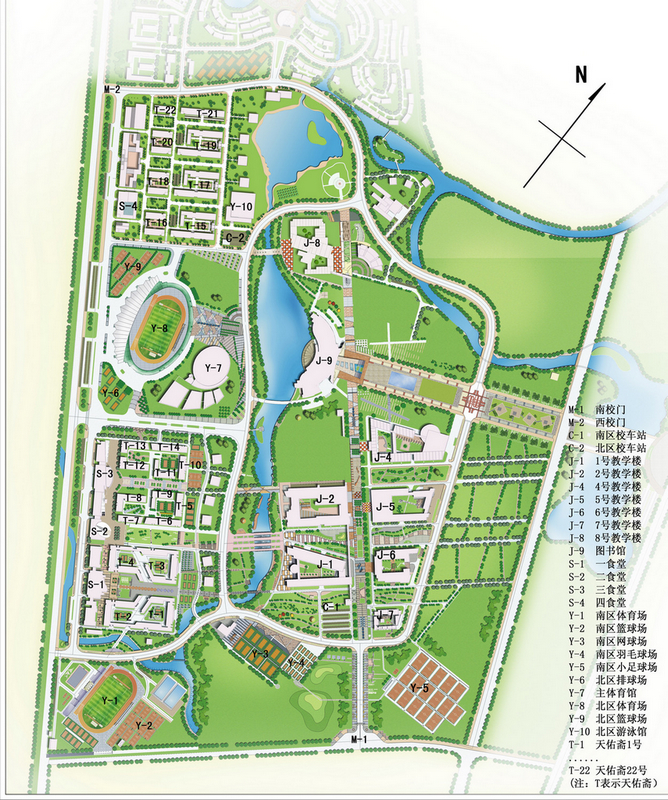 N
M-2
T-22
T-21
T-20
T-19
T-18
T-17
S-4
Y-10
T-16
T-15
C-2
J-8
Y-9
Y-8
J-9
Y-7
Y-6
T-13
T-14
J-4
T-12
T-11
T-10
S-3
T-8
T-9
J-2
J-5
T-5
T-7
T-6
S-2
T-4
T-3
J-6
J-1
S-1
T-2
T-1
C-1
J-7
Y-3
Y-4
Y-5
Y-1
Y-2
M-1
M-1 南校门
M-2 西校门
C-1 南区校车站
C-2 北区校车站
J-1 1号教学楼
J-2 2号教学楼
J-4 4号教学楼
J-5 5号教学楼
J-6 6号教学楼
J-7 7号教学楼
J-8 8号教学楼
J-9 图书馆
S-1 一食堂
S-2 二食堂
S-3 三食堂
S-4 四食堂
Y-1 南区体育场
Y-2 南区篮球场
Y-3 南区网球场
Y-4 南区羽毛球场
Y-5 南区小足球场
Y-6 北区排球场
Y-7 主体育馆
Y-8 北区体育场
Y-9 北区篮球场
Y-10 北区游泳馆
T-1 天佑斋1号
......
T-22 天佑斋22号
(注: T表示天佑斋)